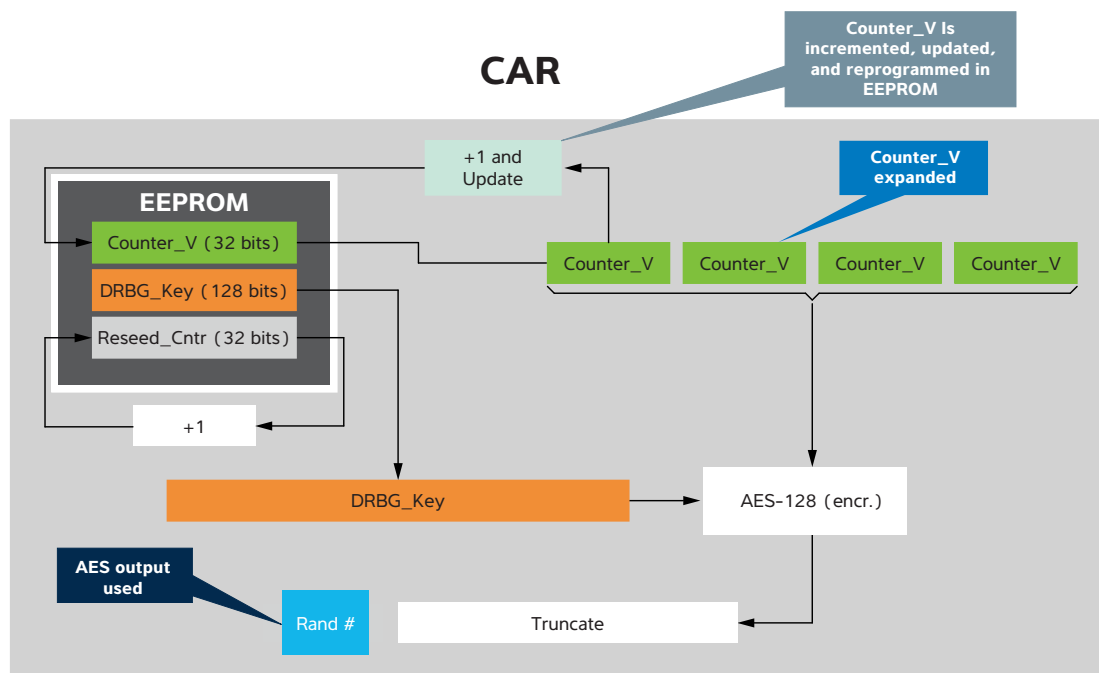 Counter_V Is
incremented, updated,
and reprogrammed in
EEPROM
CAR
+1 and
Update
Counter_V
expanded
EEPROM
Counter_V (32 bits)
DRBG_Key (128 bits)
Reseed_Cntr (32 bits)
Counter_V
Counter_V
Counter_V
Counter_V
+1
DRBG_Key
AES-128 (encr.)
AES output
used
Rand #
Truncate